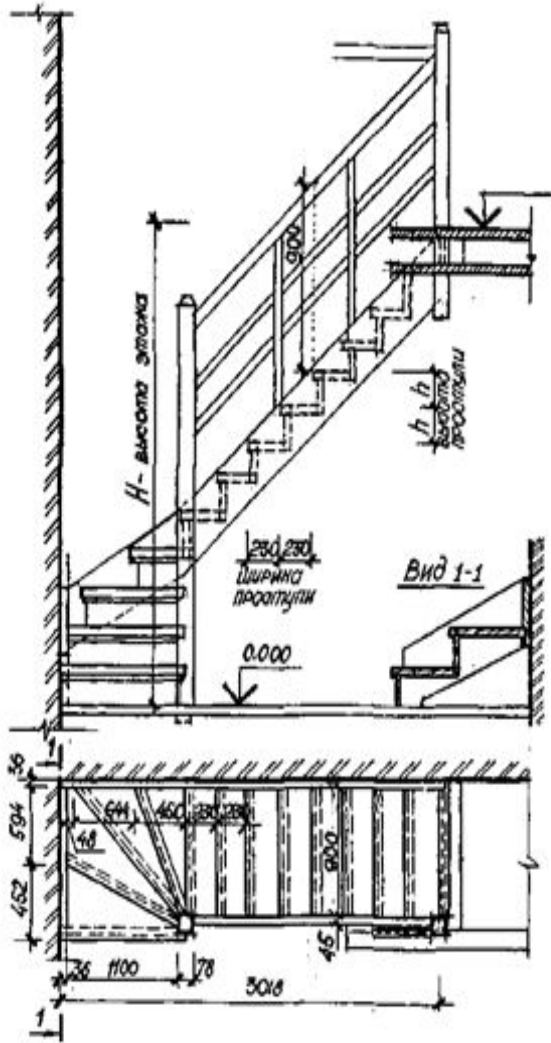 900
H- высота этажа
h h
высота
проступи
230 230
ширина
проступи
Вид 1-1
0.000
1
36
594
452
644 460 230 230
48
900
45
36 1100 78
3018
1